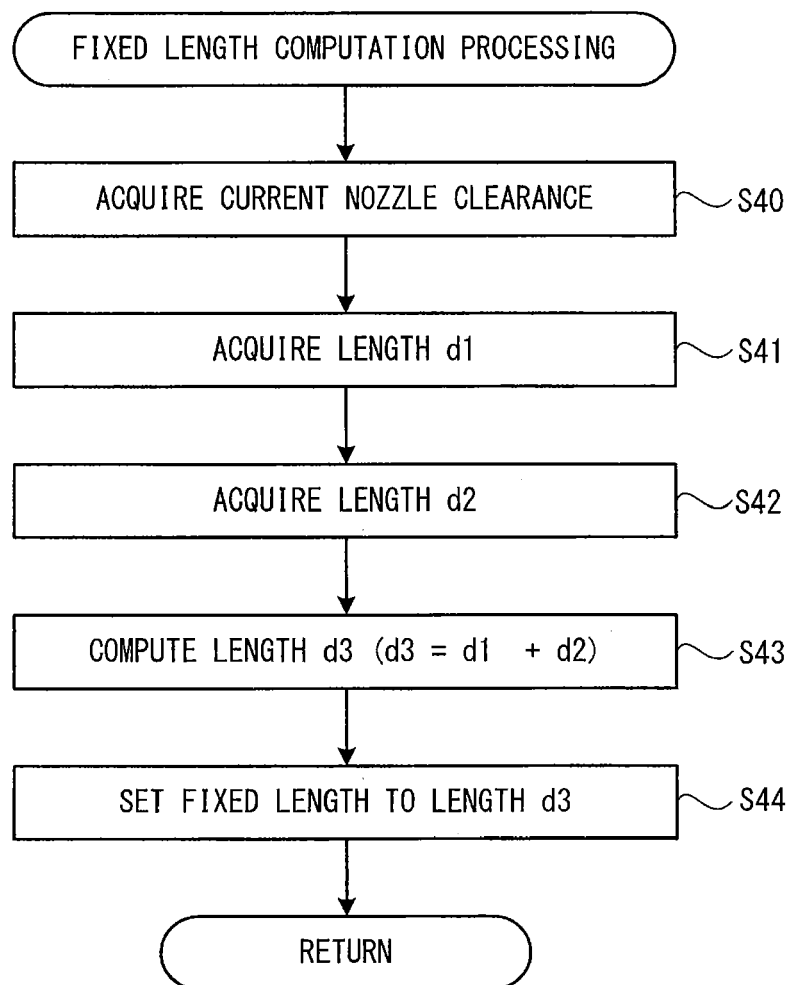 FIXED LENGTH COMPUTATION PROCESSING
ACQUIRE CURRENT NOZZLE CLEARANCE
S40
ACQUIRE LENGTH d1
S41
ACQUIRE LENGTH d2
S42
COMPUTE LENGTH d3 (d3 = d1 + d2)
S43
SET FIXED LENGTH TO LENGTH d3
S44
RETURN